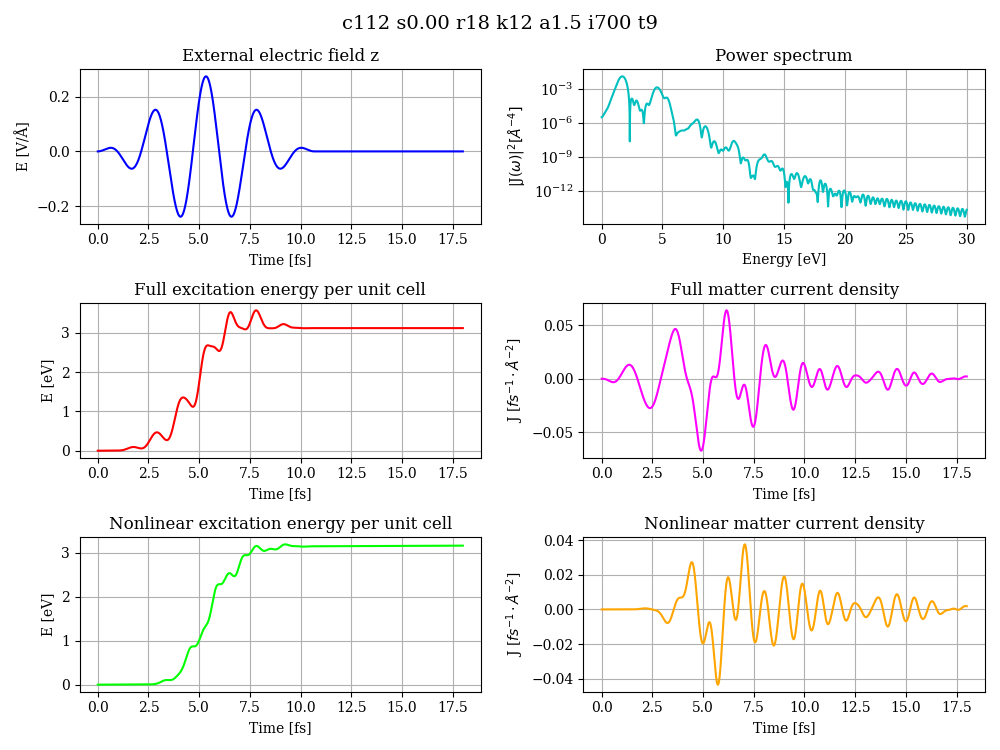 c112 s0.00 r18 k12 a1.5 i700 t9
External electric field z
E [V/Å]
0.2
0.0
−0.2
0.0 2.5 5.0 7.5 10.0 12.5 15.0 17.5
Time [fs]
Power spectrum
|J(ω)|²[Å⁻⁴]
10⁻³
10⁻⁶
10⁻⁹
10⁻¹²
0 5 10 15 20 25 30
Energy [eV]
Full excitation energy per unit cell
E [eV]
3
2
1
0
0.0 2.5 5.0 7.5 10.0 12.5 15.0 17.5
Time [fs]
Full matter current density
J [fs⁻¹ · Å⁻²]
0.05
0.00
−0.05
0.0 2.5 5.0 7.5 10.0 12.5 15.0 17.5
Time [fs]
Nonlinear excitation energy per unit cell
E [eV]
3
2
1
0
0.0 2.5 5.0 7.5 10.0 12.5 15.0 17.5
Time [fs]
Nonlinear matter current density
J [fs⁻¹ · Å⁻²]
0.04
0.02
0.00
−0.02
−0.04
0.0 2.5 5.0 7.5 10.0 12.5 15.0 17.5
Time [fs]